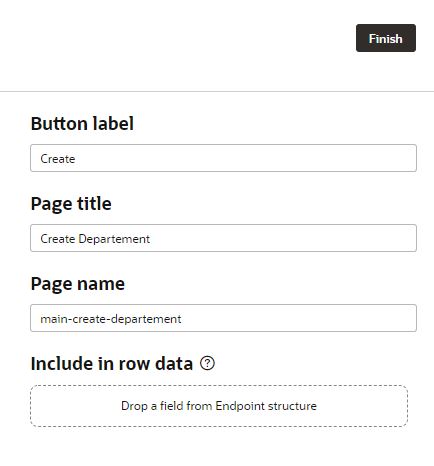 Finish
Button label
Create
Page title
Create Departement
Page name
main-create-departement
Include in row data ?
Drop a field from Endpoint structure